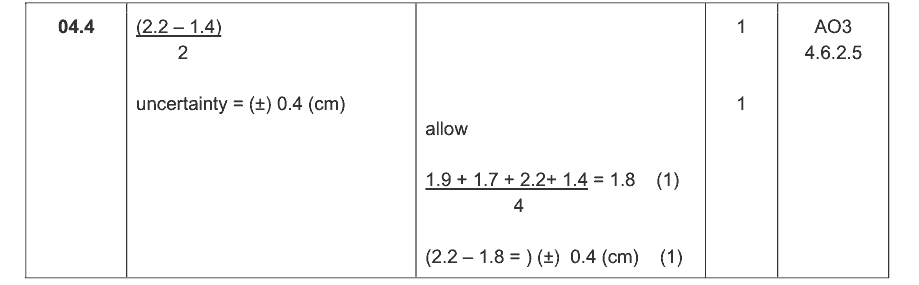 04.4
(2.2 – 1.4)
2
uncertainty = (±) 0.4 (cm)
allow
1.9 + 1.7 + 2.2+ 1.4 = 1.8 (1)
4
(2.2 – 1.8 = ) (±) 0.4 (cm) (1)
1
1
AO3
4.6.2.5